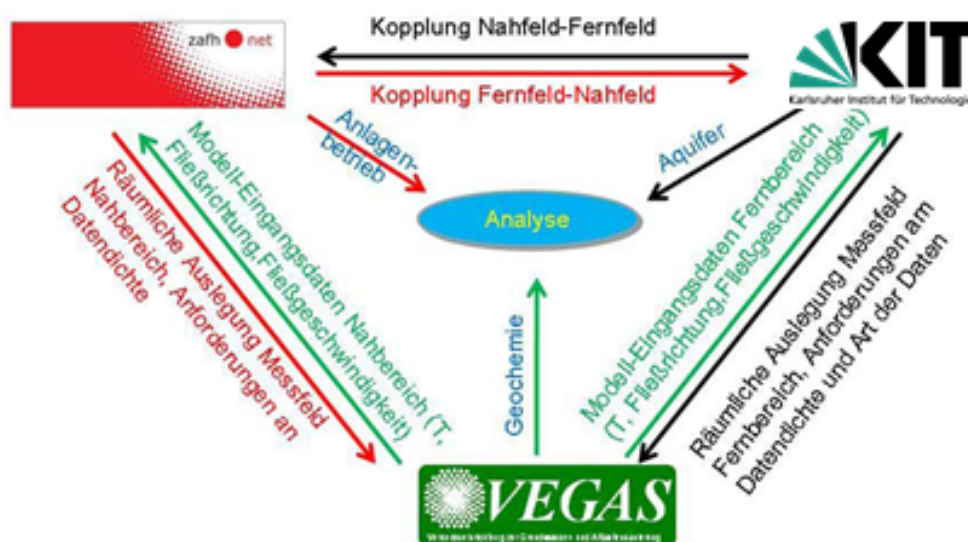 zafh net
Kopplung Nahfeld-Fernfeld
Kopplung Fernfeld-Nahfeld
KIT
Karlsruher Institut für Technologie
Anlagen-
betrieb
Aquifer
Analyse
Geochemie
Räumliche Auslegung Messfeld
Nahbereich, Anforderungen an
Datendichte
Modell-Eingangsdaten Nahbereich (T,
Fließrichtung,Fließgeschwindigkeit)
Modell-Eingangsdaten Fernbereich
(T, Fließrichtung,Fließgeschwindigkeit)
Räumliche Auslegung Messfeld
Fernbereich, Anforderungen am
Datendichte und Art der Daten
VEGAS